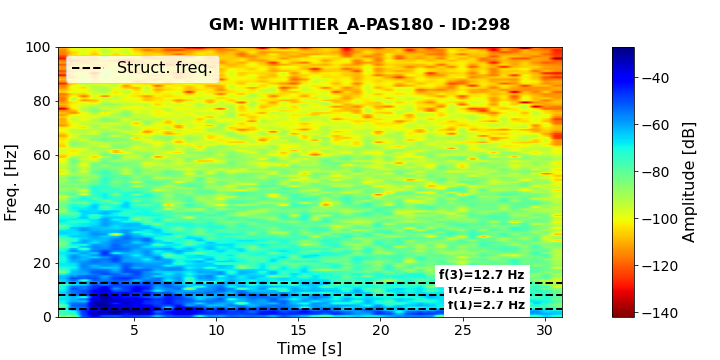 GM: WHITTIER_A-PAS180 - ID:298
Struct. freq.
100
80
60
40
20
0
Freq. [Hz]
f(3)=12.7 Hz
f(2)=8.1 Hz
f(1)=2.7 Hz
5
10
15
20
25
30
Time [s]
−40
−60
−80
−100
−120
−140
Amplitude [dB]